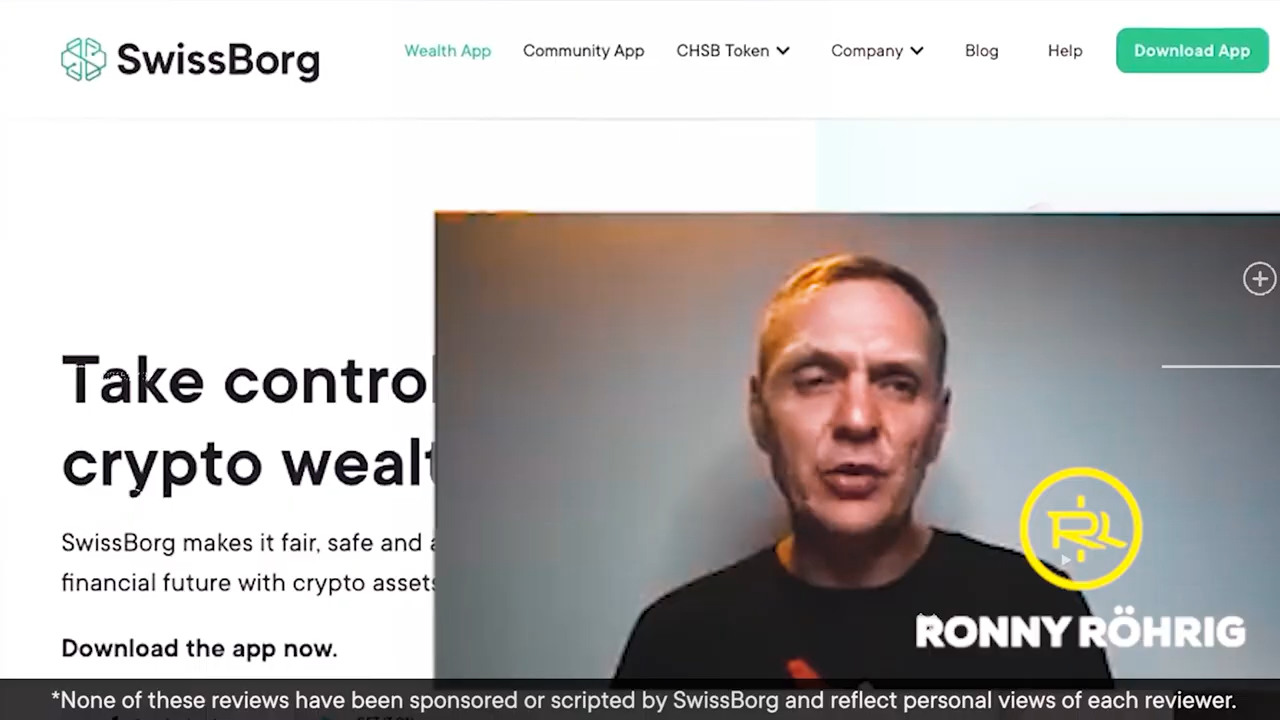 SwissBorg
Wealth App
Community App
CHSB Token
Company
Blog
Help
Download App
Take control
crypto wealt
SwissBorg makes it fair, safe and a
financial future with crypto assets
Download the app now.
RONNY RÖHRIG
*None of these reviews have been sponsored or scripted by SwissBorg and reflect personal views of each reviewer.